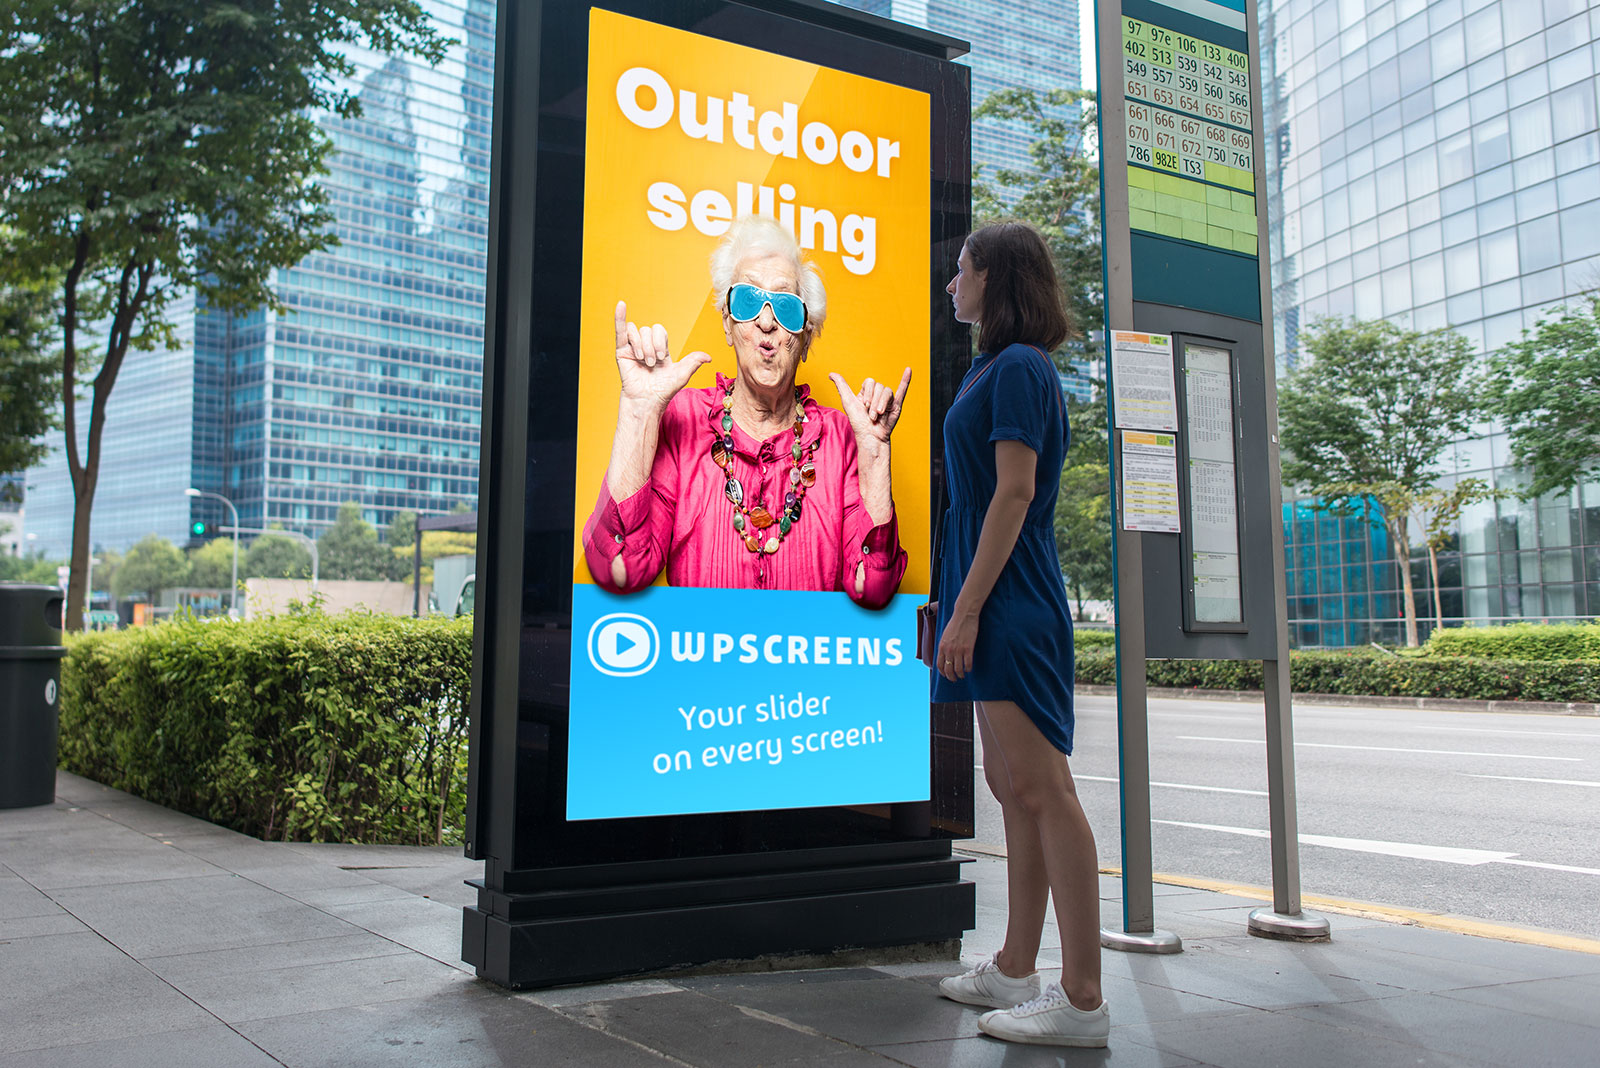 Outdoor
selling
WPSCREENS
Your slider
on every screen!
97 97e 106 133 400
402 513 539 542 543
549 557 559 560 566
651 653 654 655 657
661 666 667 668 669
670 671 672 750 761
786 982E TS3